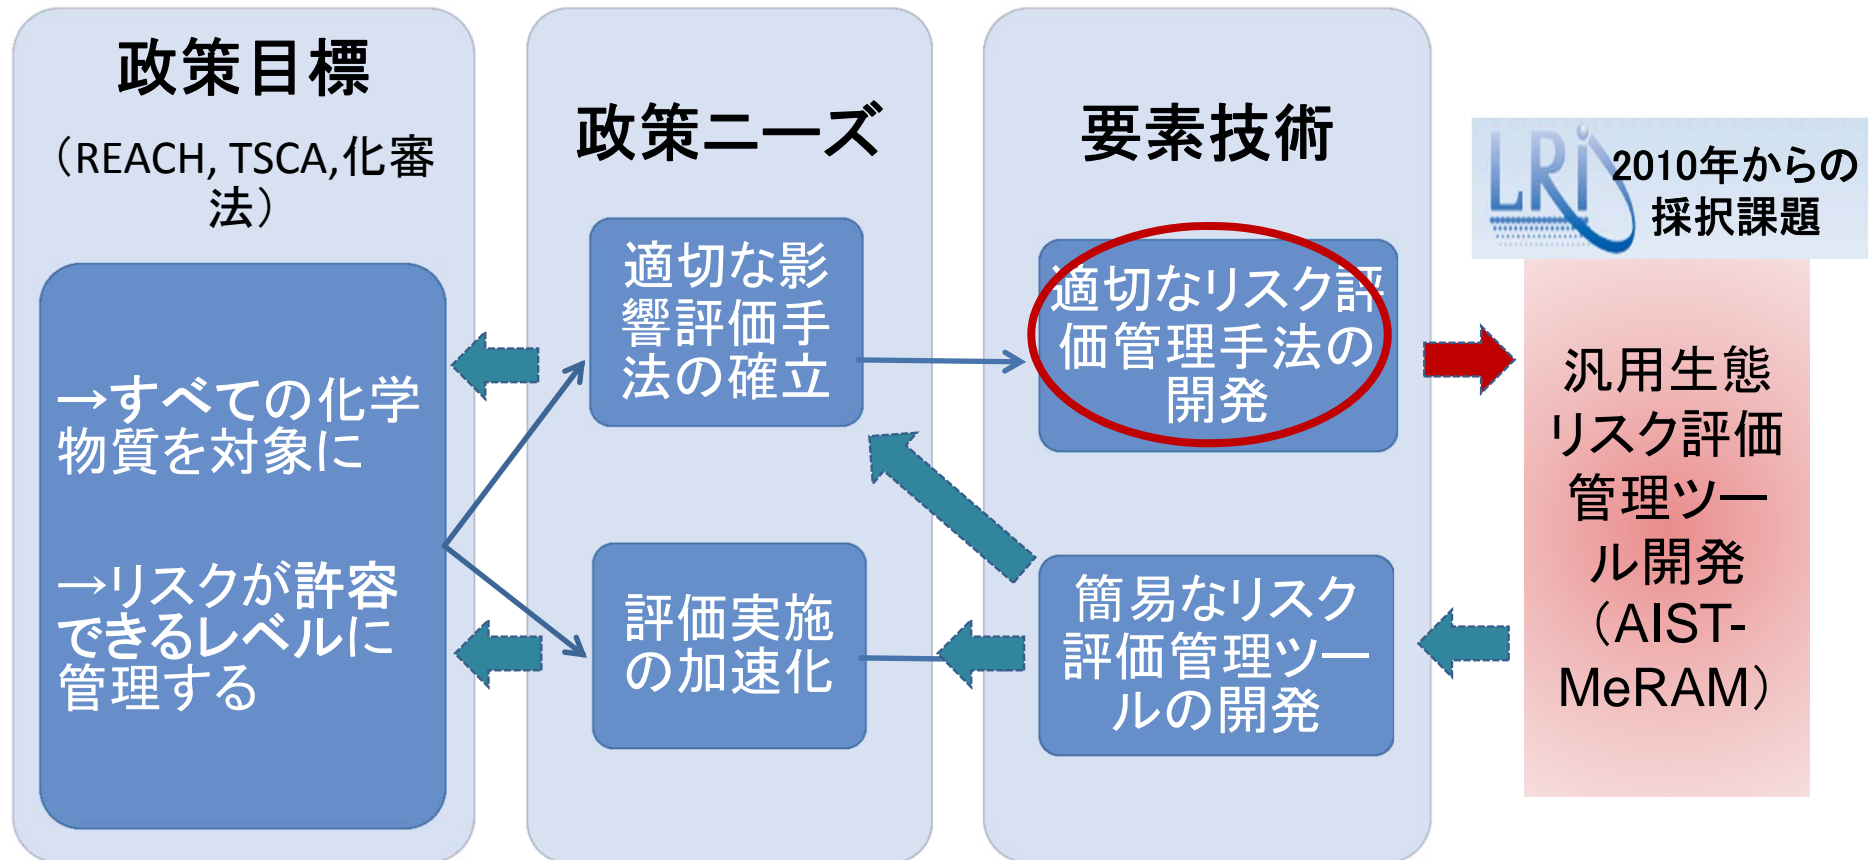 政策目標
（REACH, TSCA,化審
法）
→すべての化学
物質を対象に
→リスクが許容
できるレベルに
管理する
政策ニーズ
適切な影
響評価手
法の確立
評価実施
の加速化
要素技術
適切なリスク評
価管理手法の
開発
簡易なリスク
評価管理ツー
ルの開発
LRi
2010年からの
採択課題
汎用生態
リスク評価
管理ツー
ル開発
（AIST-
MeRAM）